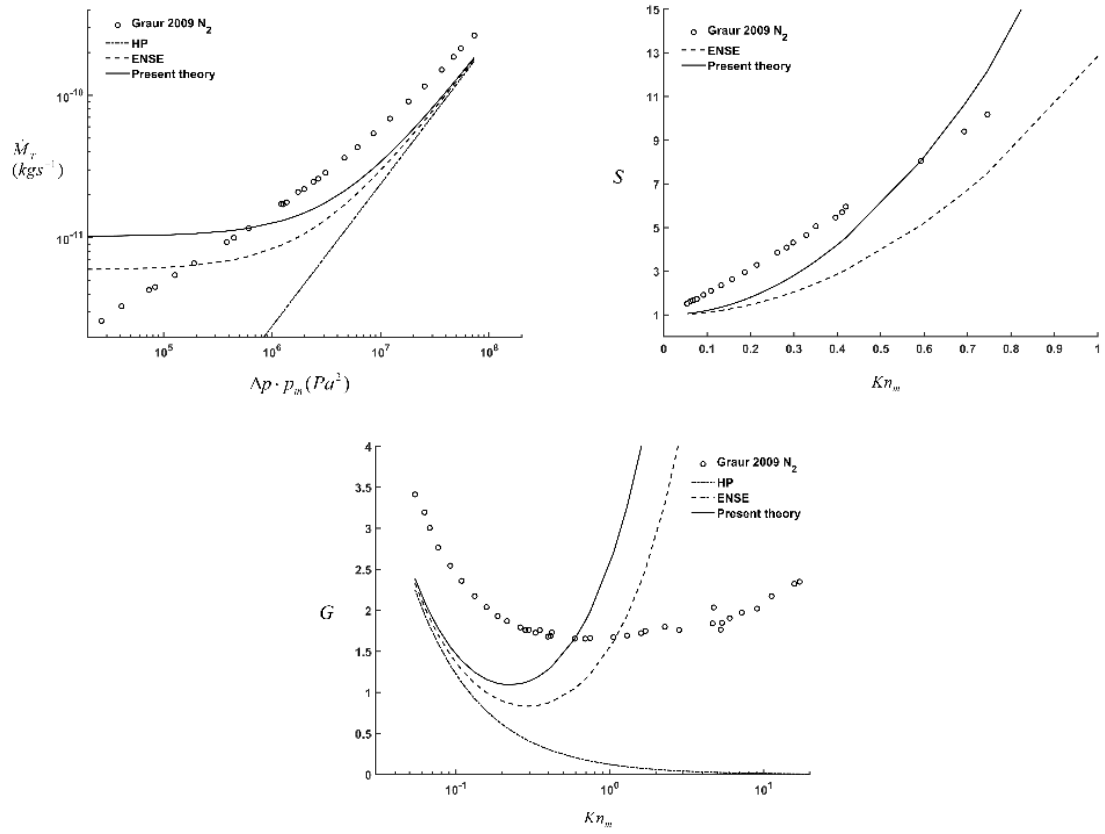 Graur 2009 N2
HP
ENSE
Present theory
10⁻¹⁰
10⁻¹¹
ṀT
(kgs⁻¹)
10⁵
10⁶
10⁷
10⁸
Δp · pm(Pa²)
15
13
11
9
7
5
3
1
S
Graur 2009 N2
ENSE
Present theory
0
0.1
0.2
0.3
0.4
0.5
0.6
0.7
0.8
0.9
1
Knm
4
3.5
3
2.5
2
1.5
1
0.5
0
G
Graur 2009 N2
HP
ENSE
Present theory
10⁻¹
10⁰
10¹
Knm